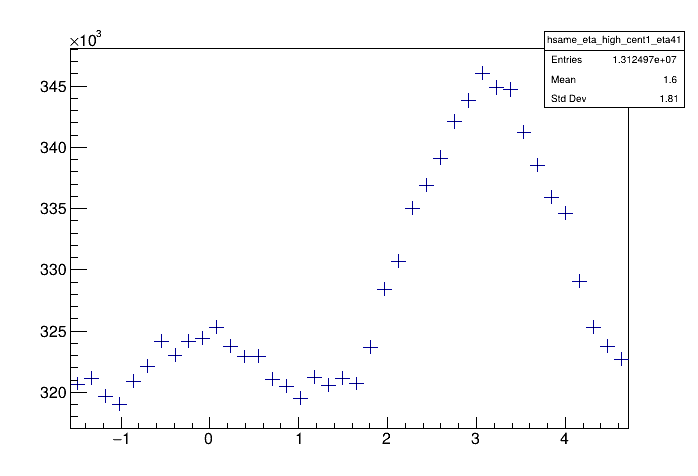 ×10³
hsame_eta_high_cent1_eta41
Entries 1.312497e+07
Mean 1.6
Std Dev 1.81
345
340
335
330
325
320
−1 0 1 2 3 4